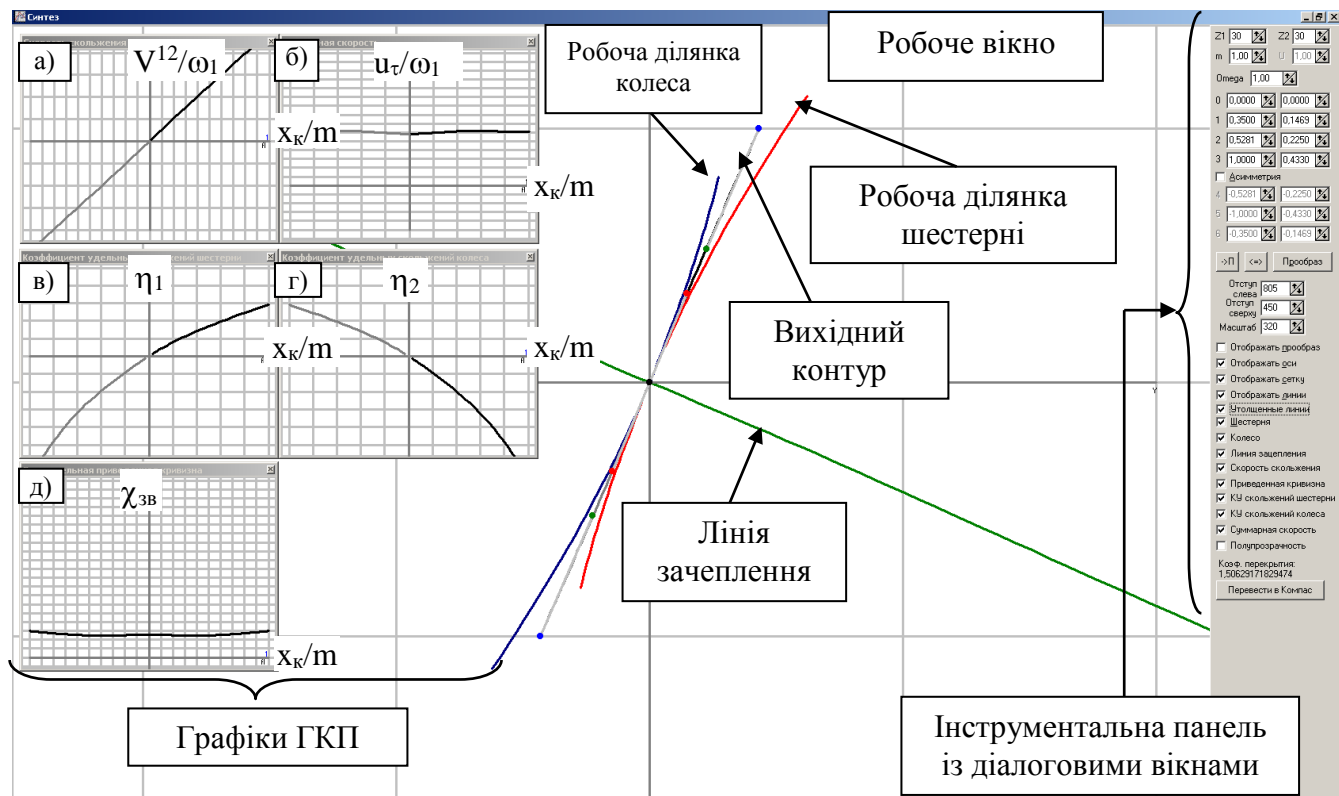 Синтез
а)
V¹²/ω₁
xк/m
б)
uτ/ω₁
xк/m
в)
η₁
xк/m
г)
η₂
xк/m
д)
χзв
xк/m
Графіки ГКП
Робоча ділянка
колеса
Робоче вікно
Робоча ділянка
шестерні
Вихідний
контур
Лінія
зачеплення
Інструментальна панель
із діалоговими вікнами
Y
Z1 30 Z2 30
m 1,00 U 1,00
Omega 1,00
0 0,0000 0,0000
1 0,3500 0,1469
2 0,5281 0,2250
3 1,0000 0,4330
Асимметрия
4 -0,5281 -0,2250
5 -1,0000 -0,4330
6 -0,3500 -0,1469
->П <=> Прообраз
Отступ
слева 805
Отступ
сверху 450
Масштаб 320
Отображать прообраз
Отображать оси
Отображать сетку
Отображать линии
Утолщенные линии
Шестерня
Колесо
Линия зацепления
Скорость скольжения
Приведенная кривизна
КУ скольжений шестерни
КУ скольжений колеса
Суммарная скорость
Полупрозрачность
Коэф. перекрытия:
1,50629171829474
Перевести в Компас